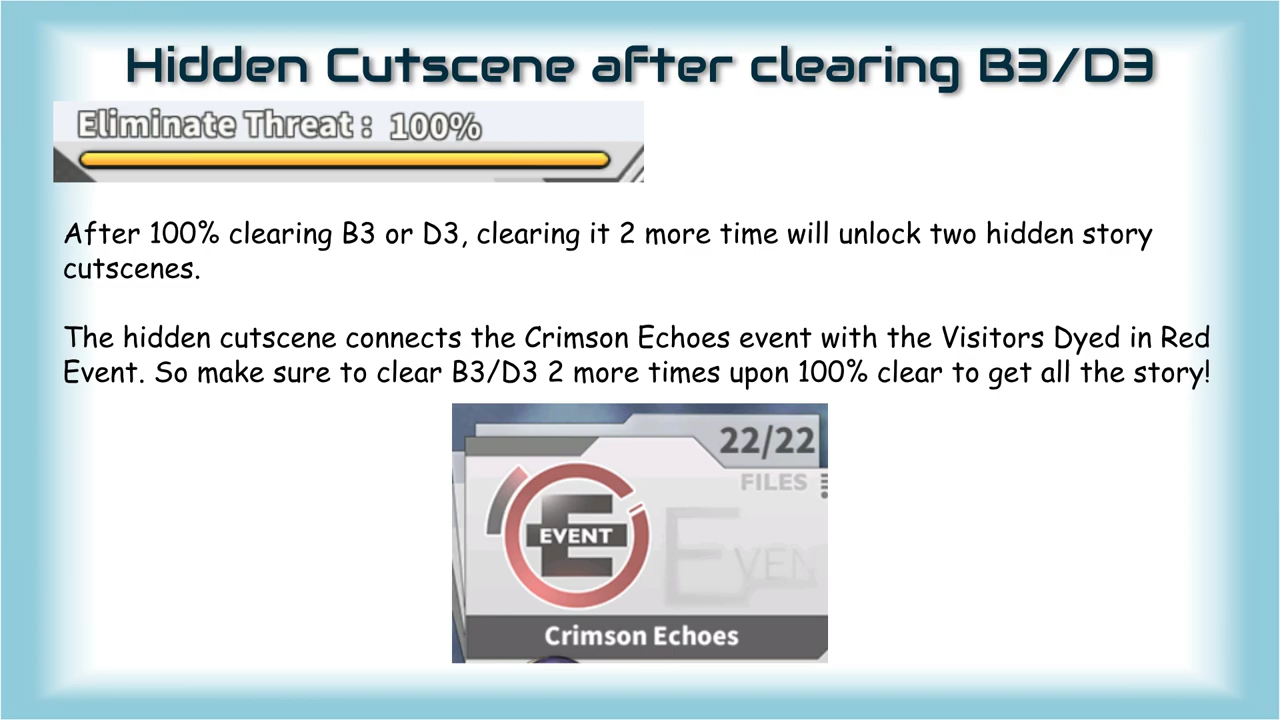 Hidden Cutscene after clearing B3/D3
Eliminate Threat : 100%
After 100% clearing B3 or D3, clearing it 2 more time will unlock two hidden story
cutscenes.
The hidden cutscene connects the Crimson Echoes event with the Visitors Dyed in Red
Event. So make sure to clear B3/D3 2 more times upon 100% clear to get all the story!
22/22
FILES
E
EVENT
EVEN
Crimson Echoes